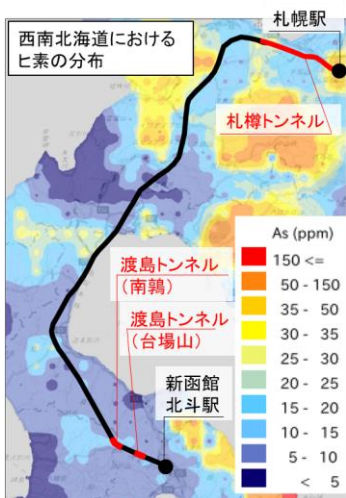 西南北海道における
ヒ素の分布
札幌駅
札樽トンネル
渡島トンネル
（南鶉）
渡島トンネル
（台場山）
新函館
北斗駅
As (ppm)
150 <=
50 - 150
35 - 50
30 - 35
25 - 30
20 - 25
15 - 20
10 - 15
5 - 10
< 5